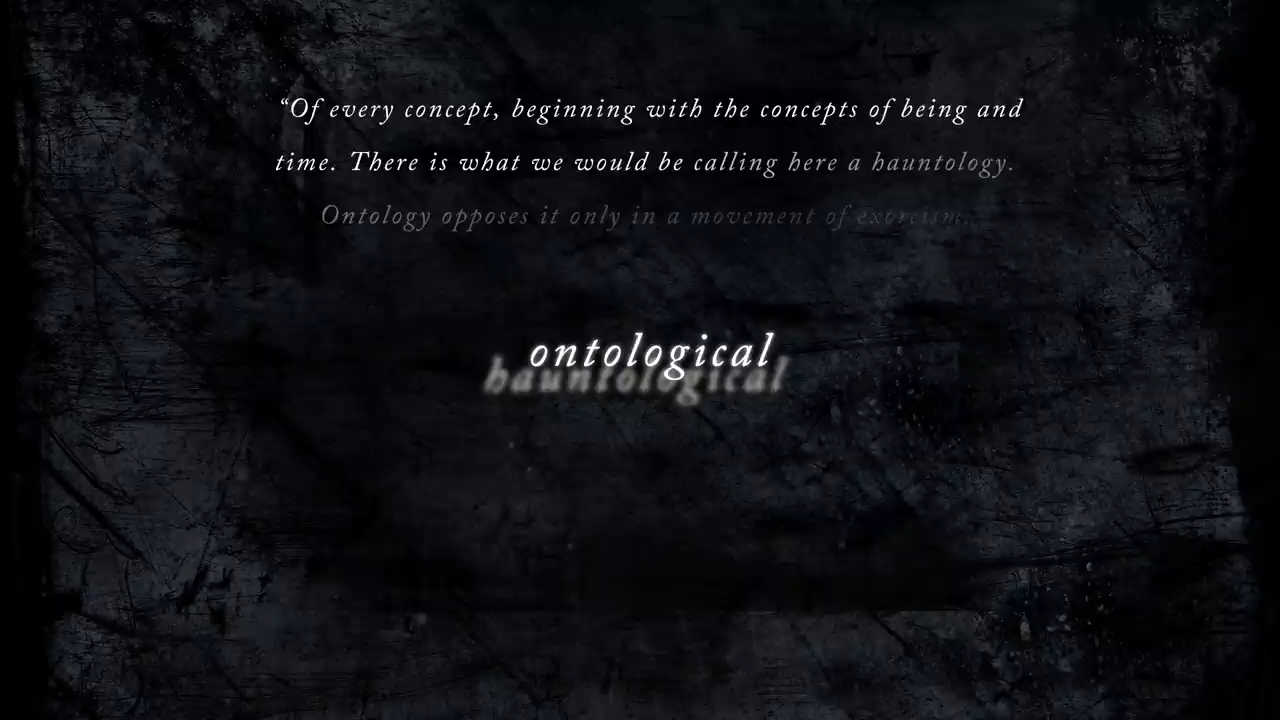 “Of every concept, beginning with the concepts of being and
time. There is what we would be calling here a hauntology.
Ontology opposes it only in a movement of exorcism.
ontological
hauntological